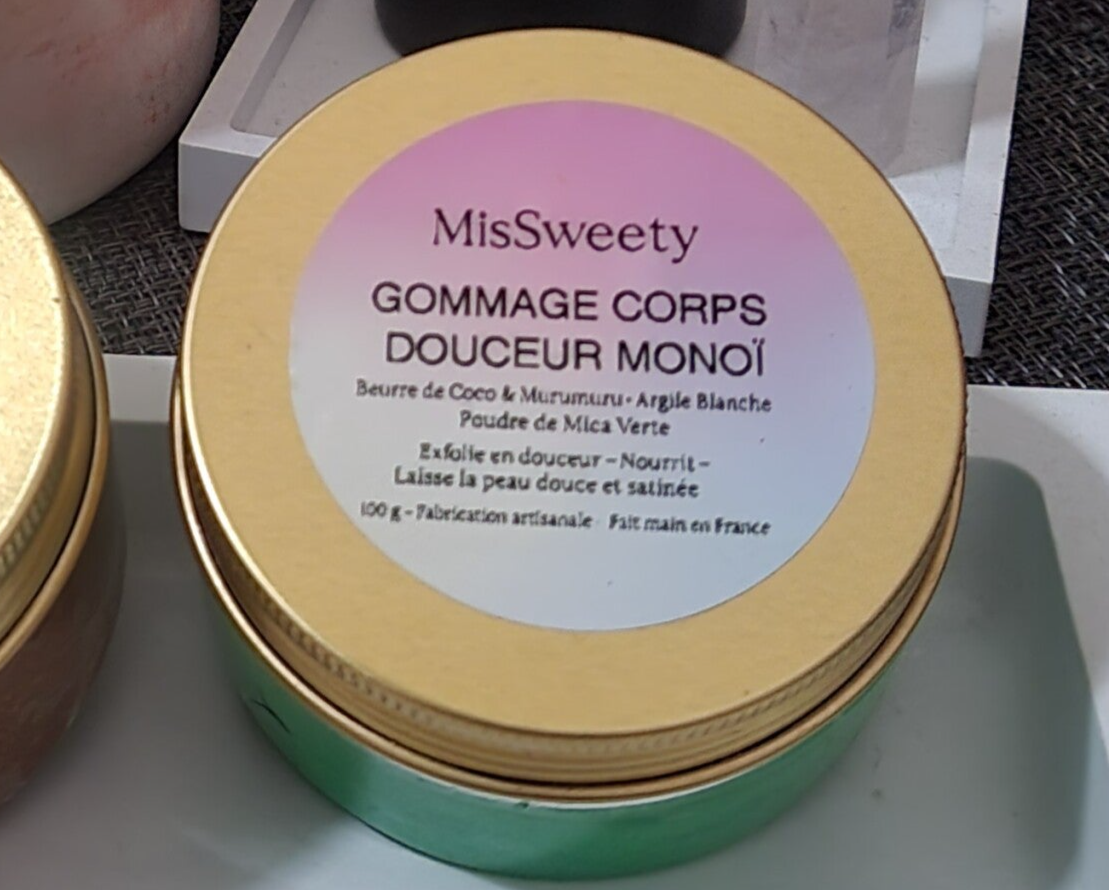 MisSweety
GOMMAGE CORPS
DOUCEUR MONOÏ
Beurre de Coco & Murumuru • Argile Blanche
Poudre de Mica Verte
Exfolie en douceur – Nourrit –
Laisse la peau douce et satinée
100 g – Fabrication artisanale Fait main en France